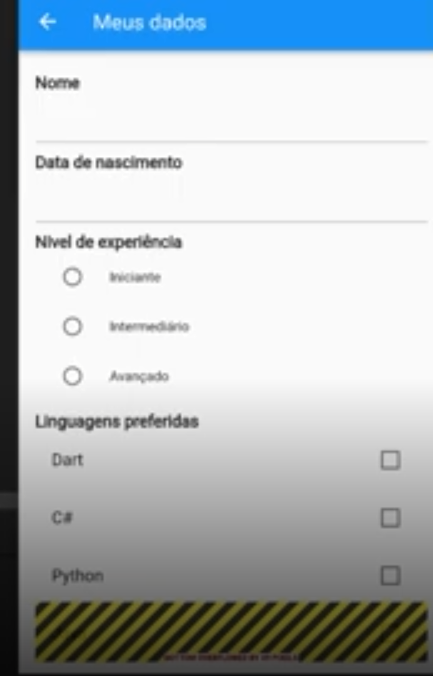 Meus dados
Nome
Data de nascimento
Nível de experiência
Iniciante
Intermediário
Avançado
Linguagens preferidas
Dart
C#
Python